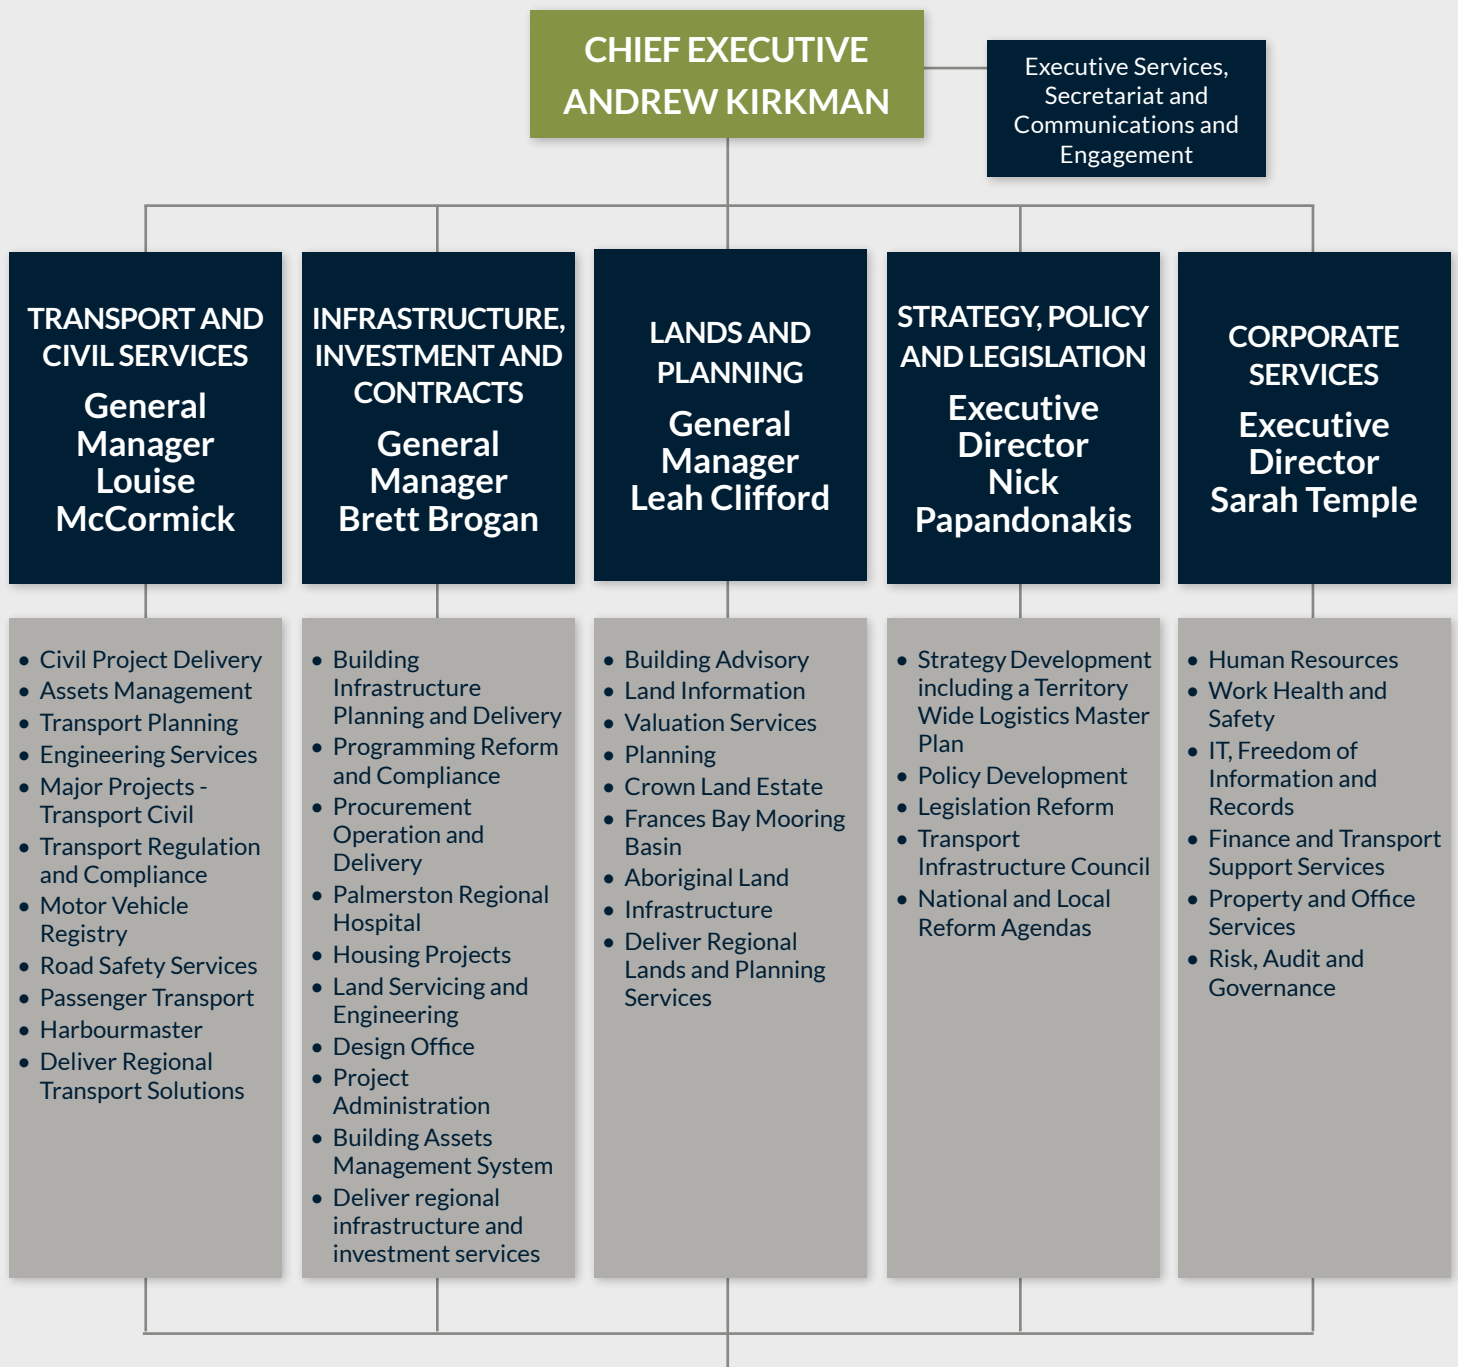 CHIEF EXECUTIVE
ANDREW KIRKMAN
Executive Services,
Secretariat and
Communications and
Engagement
TRANSPORT AND
CIVIL SERVICES
General
Manager
Louise
McCormick
INFRASTRUCTURE,
INVESTMENT AND
CONTRACTS
General
Manager
Brett Brogan
LANDS AND
PLANNING
General
Manager
Leah Clifford
STRATEGY, POLICY
AND LEGISLATION
Executive
Director
Nick
Papandonakis
CORPORATE
SERVICES
Executive
Director
Sarah Temple
• Civil Project Delivery
• Assets Management
• Transport Planning
• Engineering Services
• Major Projects -
Transport Civil
• Transport Regulation
and Compliance
• Motor Vehicle
Registry
• Road Safety Services
• Passenger Transport
• Harbourmaster
• Deliver Regional
Transport Solutions
• Building
Infrastructure
Planning and Delivery
• Programming Reform
and Compliance
• Procurement
Operation and
Delivery
• Palmerston Regional
Hospital
• Housing Projects
• Land Servicing and
Engineering
• Design Office
• Project
Administration
• Building Assets
Management System
• Deliver regional
infrastructure and
investment services
• Building Advisory
• Land Information
• Valuation Services
• Planning
• Crown Land Estate
• Frances Bay Mooring
Basin
• Aboriginal Land
• Infrastructure
• Deliver Regional
Lands and Planning
Services
• Strategy Development
including a Territory
Wide Logistics Master
Plan
• Policy Development
• Legislation Reform
• Transport
Infrastructure Council
• National and Local
Reform Agendas
• Human Resources
• Work Health and
Safety
• IT, Freedom of
Information and
Records
• Finance and Transport
Support Services
• Property and Office
Services
• Risk, Audit and
Governance